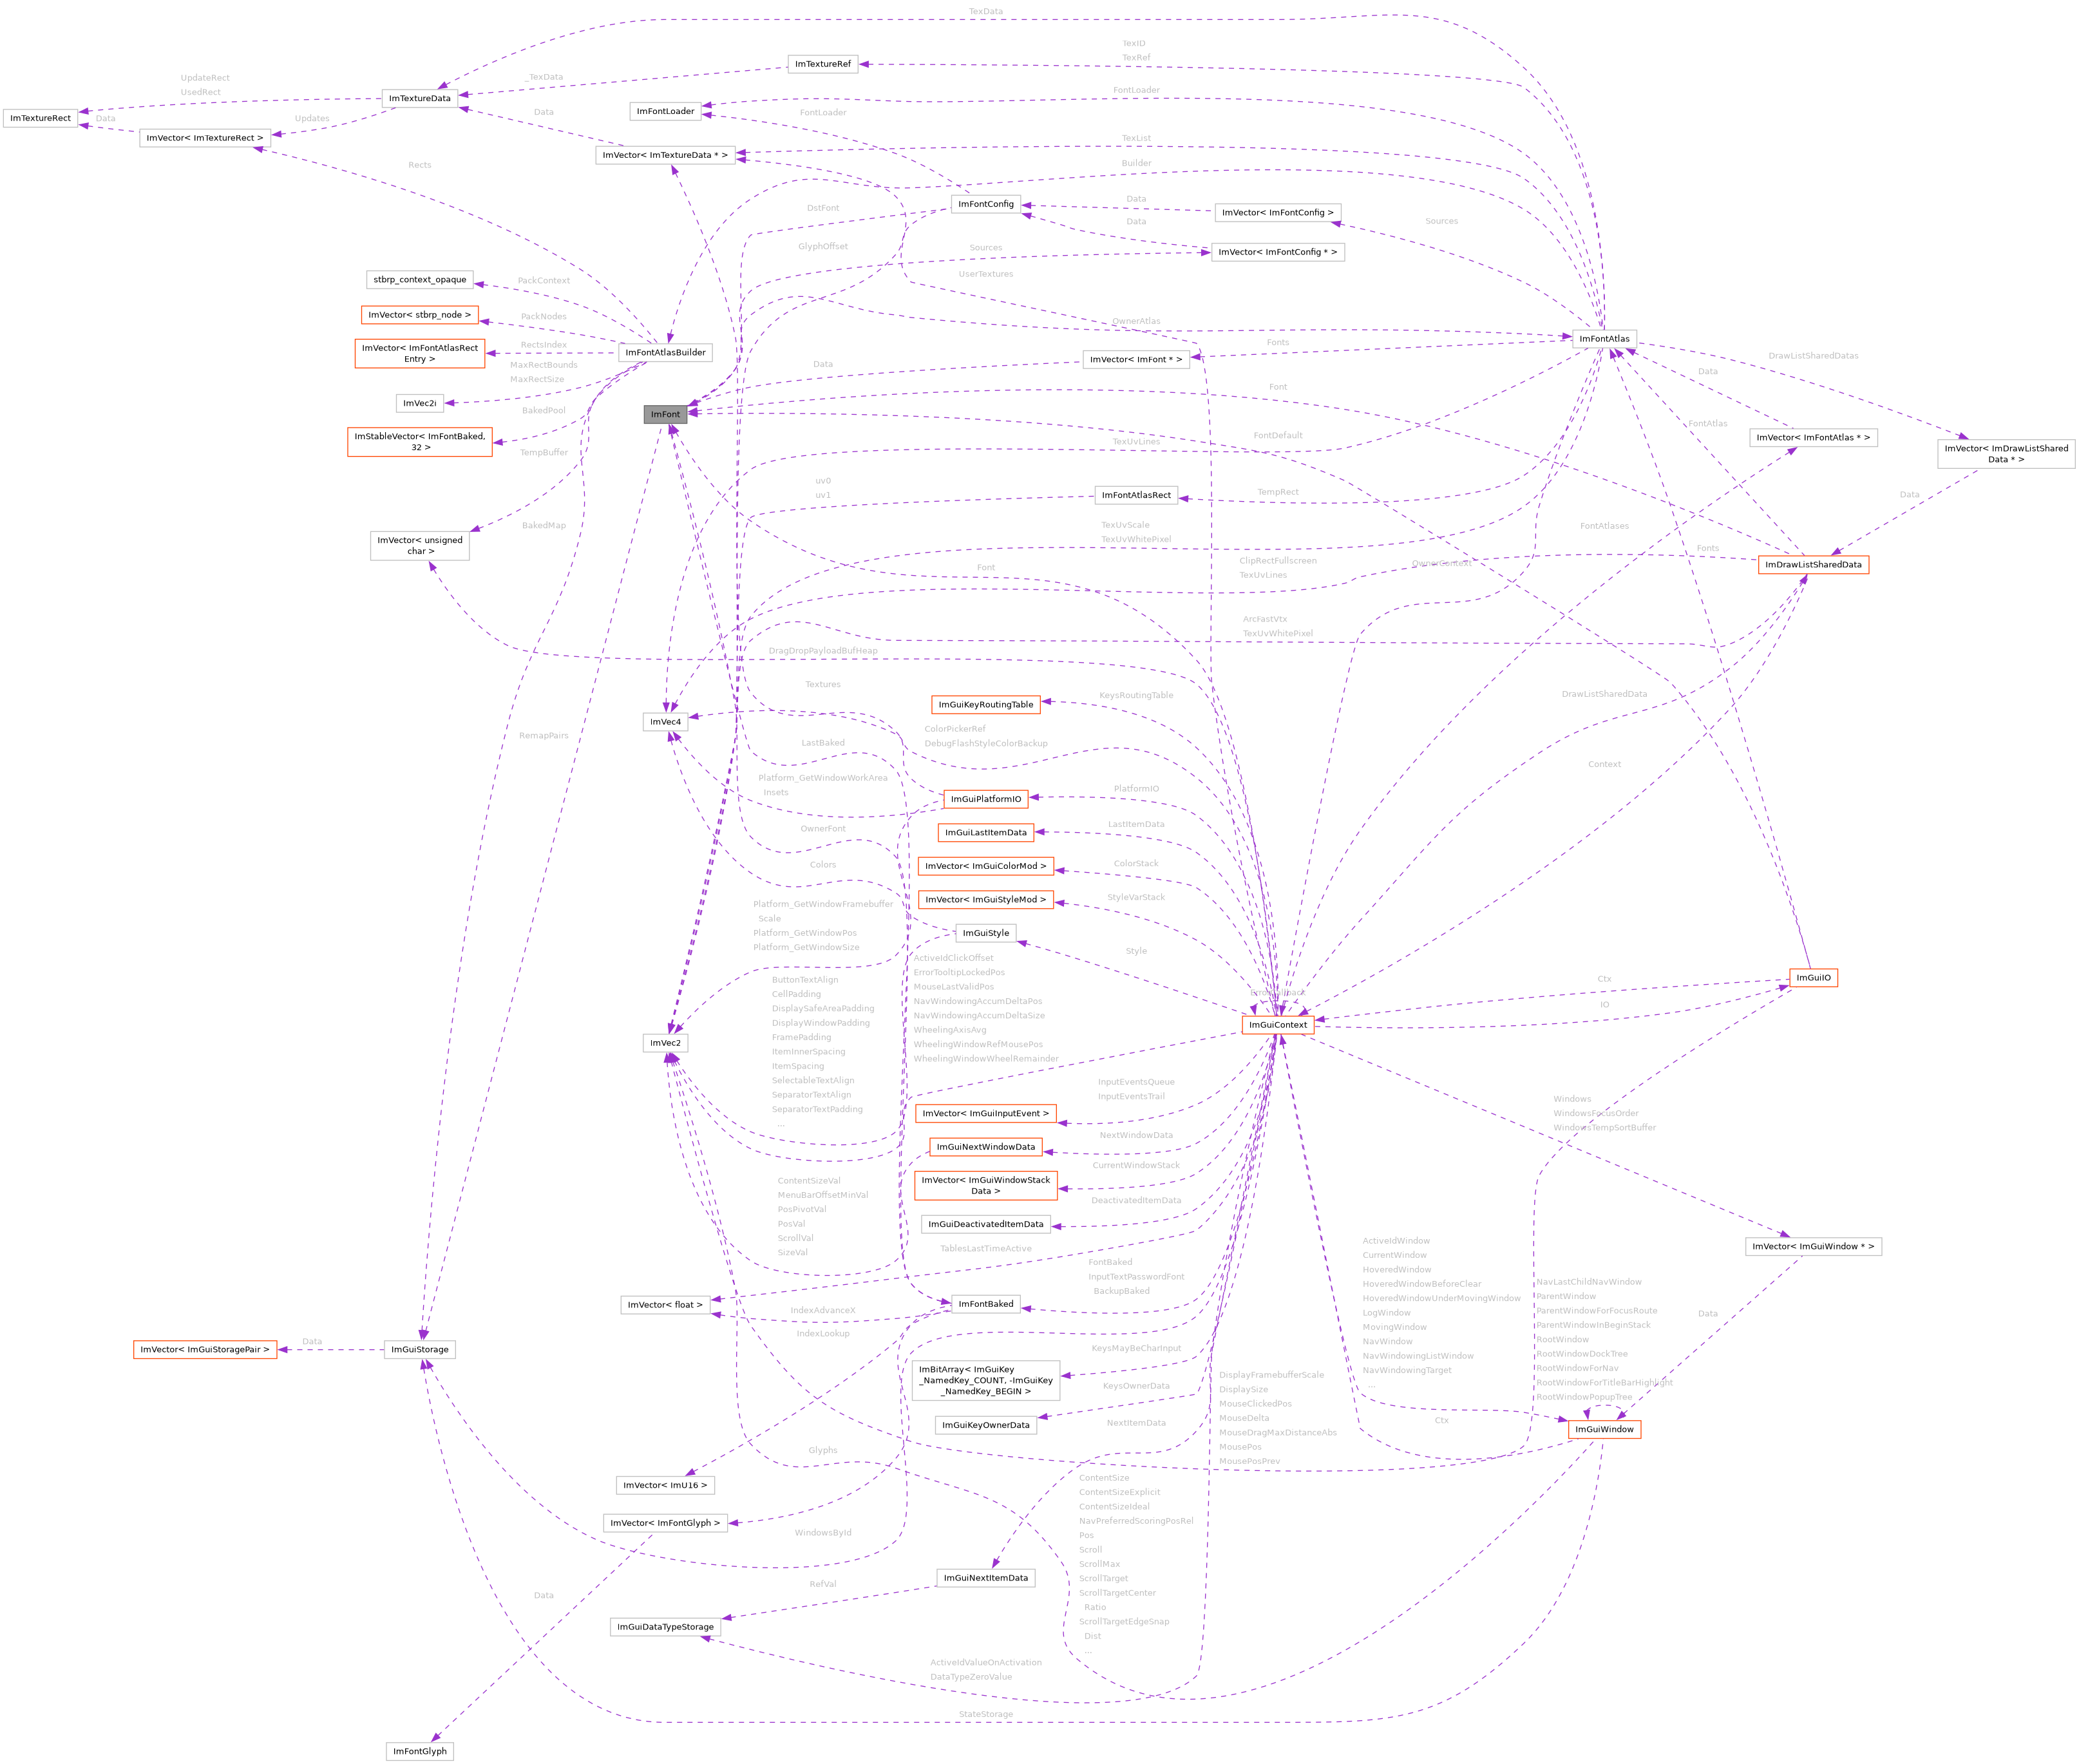 TexData
TexID
TexRef
ImTextureRef
UpdateRect
UsedRect
_TexData
FontLoader
ImTextureData
ImFontLoader
ImTextureRect
Data
Updates
Data
FontLoader
ImVector< ImTextureRect >
TexList
ImVector< ImTextureData * >
Rects
Builder
DstFont
ImFontConfig
Data
ImVector< ImFontConfig >
Sources
Data
GlyphOffset
Sources
ImVector< ImFontConfig * >
UserTextures
stbrp_context_opaque
PackContext
ImVector< stbrp_node >
PackNodes
OwnerAtlas
ImFontAtlas
ImVector< ImFontAtlasRect
Entry >
RectsIndex
ImFontAtlasBuilder
Fonts
DrawListSharedDatas
MaxRectBounds
MaxRectSize
Data
ImVector< ImFont * >
Data
ImVec2i
Font
BakedPool
ImFont
FontAtlas
ImStableVector< ImFontBaked,
32 >
TexUvLines
FontDefault
ImVector< ImFontAtlas * >
ImVector< ImDrawListShared
Data * >
TempBuffer
uv0
uv1
ImFontAtlasRect
TempRect
Data
BakedMap
TexUvScale
TexUvWhitePixel
FontAtlases
ImVector< unsigned
char >
Font
ClipRectFullscreen
TexUvLines
OwnerContext
Fonts
ImDrawListSharedData
ArcFastVtx
TexUvWhitePixel
DragDropPayloadBufHeap
Textures
KeysRoutingTable
DrawListSharedData
ImGuiKeyRoutingTable
ImVec4
RemapPairs
LastBaked
ColorPickerRef
DebugFlashStyleColorBackup
Context
Platform_GetWindowWorkArea
Insets
ImGuiPlatformIO
PlatformIO
OwnerFont
ImGuiLastItemData
LastItemData
Colors
ImVector< ImGuiColorMod >
ColorStack
ImVector< ImGuiStyleMod >
StyleVarStack
Platform_GetWindowFramebuffer
Scale
Platform_GetWindowPos
Platform_GetWindowSize
ImGuiStyle
Style
ActiveIdClickOffset
ErrorTooltipLockedPos
MouseLastValidPos
NavWindowingAccumDeltaPos
NavWindowingAccumDeltaSize
WheelingAxisAvg
WheelingWindowRefMousePos
WheelingWindowWheelRemainder
ErrorCallback
ImGuiContext
Ctx
IO
ImGuiIO
ImVec2
ButtonTextAlign
CellPadding
DisplaySafeAreaPadding
DisplayWindowPadding
FramePadding
ItemInnerSpacing
ItemSpacing
SelectableTextAlign
SeparatorTextAlign
SeparatorTextPadding
...
InputEventsQueue
InputEventsTrail
ImVector< ImGuiInputEvent >
Windows
WindowsFocusOrder
WindowsTempSortBuffer
ImGuiNextWindowData
NextWindowData
ImVector< ImGuiWindowStack
Data >
CurrentWindowStack
ContentSizeVal
MenuBarOffsetMinVal
PosPivotVal
PosVal
ScrollVal
SizeVal
ImGuiDeactivatedItemData
DeactivatedItemData
TablesLastTimeActive
ImVector< ImGuiWindow * >
FontBaked
InputTextPasswordFont
BackupBaked
ActiveIdWindow
CurrentWindow
HoveredWindow
HoveredWindowBeforeClear
HoveredWindowUnderMovingWindow
LogWindow
MovingWindow
NavWindow
NavWindowingListWindow
NavWindowingTarget
...
NavLastChildNavWindow
ParentWindow
ParentWindowForFocusRoute
ParentWindowInBeginStack
RootWindow
RootWindowDockTree
RootWindowForNav
RootWindowForTitleBarHighlight
RootWindowPopupTree
Data
ImVector< float >
IndexAdvanceX
ImFontBaked
IndexLookup
ImVector< ImGuiStoragePair >
Data
ImGuiStorage
KeysMayBeCharInput
ImBitArray< ImGuiKey
_NamedKey_COUNT, -ImGuiKey
_NamedKey_BEGIN >
KeysOwnerData
ImGuiKeyOwnerData
NextItemData
DisplayFramebufferScale
DisplaySize
MouseClickedPos
MouseDelta
MouseDragMaxDistanceAbs
MousePos
MousePosPrev
Ctx
ImGuiWindow
Glyphs
ImVector< ImU16 >
ImVector< ImFontGlyph >
WindowsById
ContentSize
ContentSizeExplicit
ContentSizeIdeal
NavPreferredScoringPosRel
Pos
Scroll
ScrollMax
ScrollTarget
ScrollTargetCenter
Ratio
ScrollTargetEdgeSnap
Dist
...
ImGuiNextItemData
RefVal
Data
ImGuiDataTypeStorage
ActiveIdValueOnActivation
DataTypeZeroValue
StateStorage
ImFontGlyph